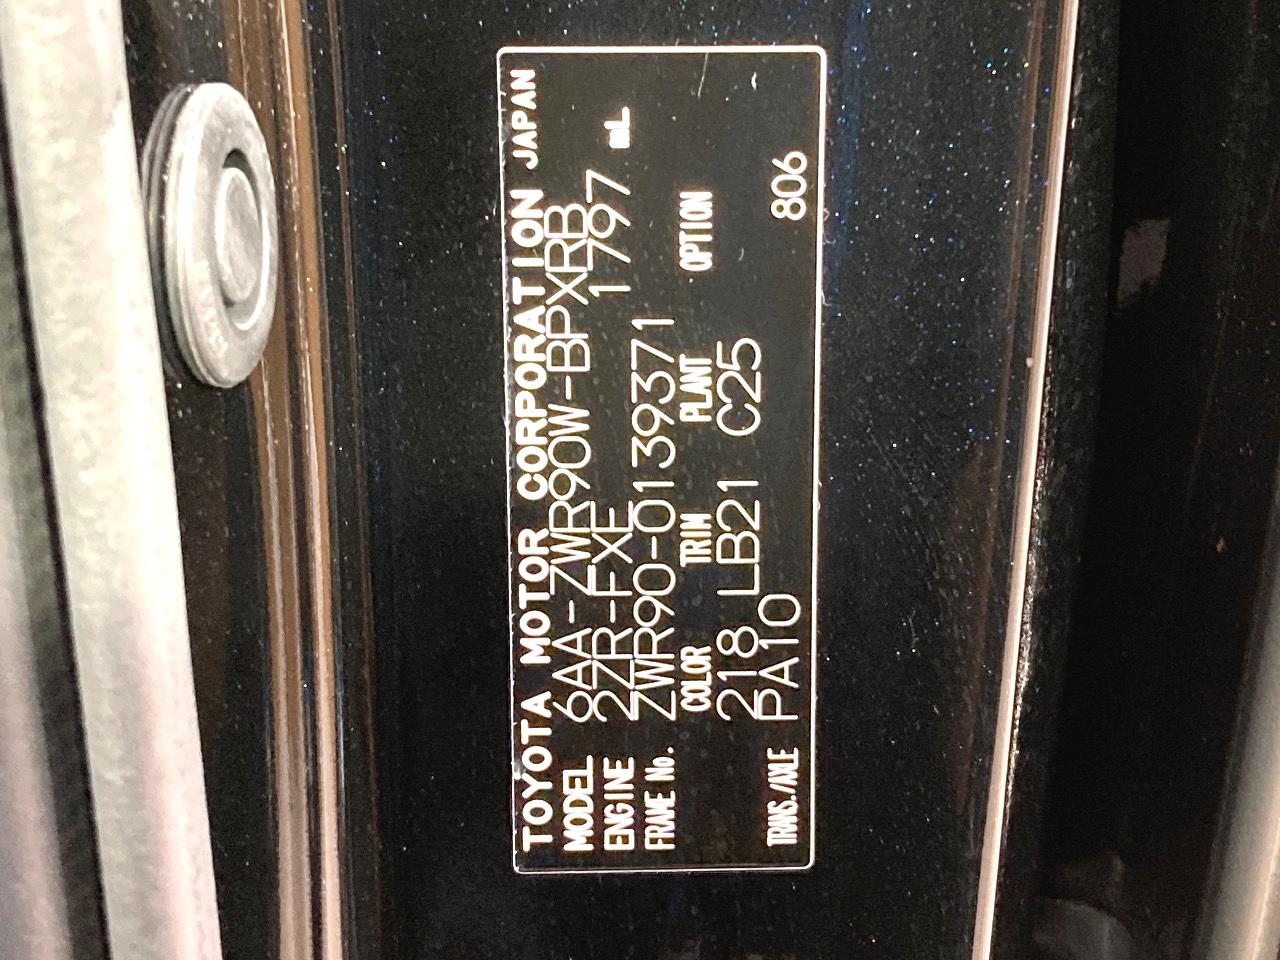 TOYOTA MOTOR CORPORATION JAPAN
MODEL 6AA-ZWR90W-BPXRB
ENGINE 2ZR-FXE 1797 mL
FRAME No. ZWR90-0139371
COLOR TRIM PLANT OPTION
218 LB21 C25
TRANS./AXLE PA10 806